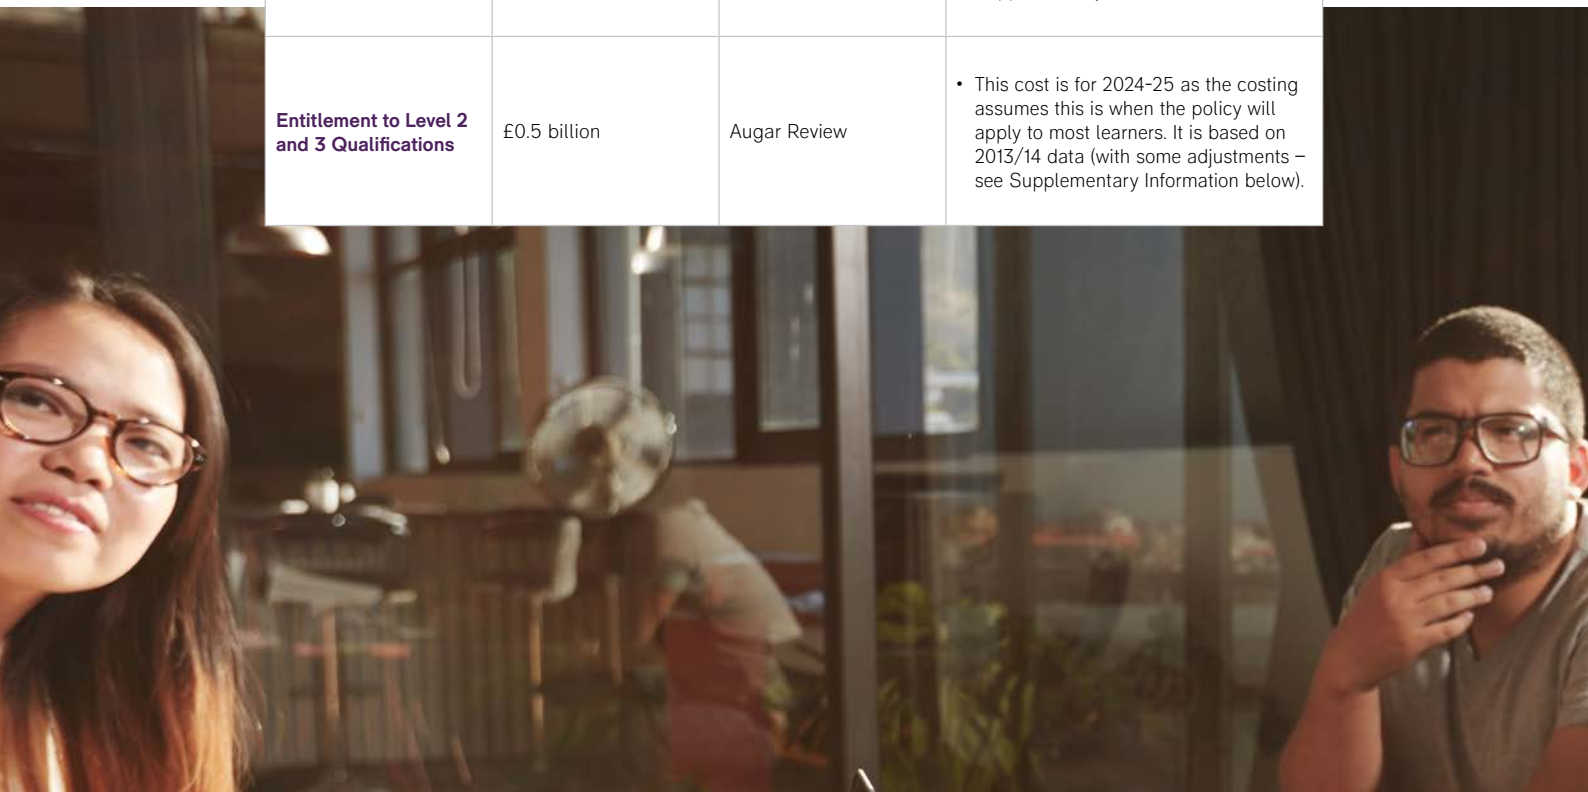 Entitlement to Level 2
and 3 Qualifications
£0.5 billion
Augar Review
• This cost is for 2024-25 as the costing
assumes this is when the policy will
apply to most learners. It is based on
2013/14 data (with some adjustments –
see Supplementary Information below).